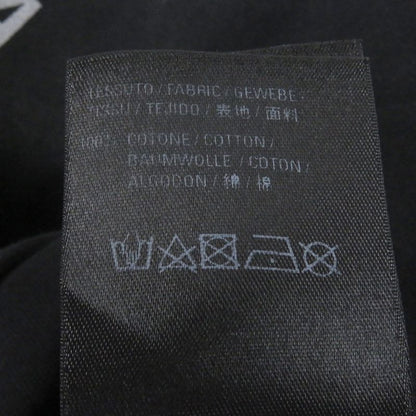 TESSUTO / FABRIC / GEWEBE /
TISSU / TEJIDO / 表地 / 面料
100% COTONE / COTTON /
BAUMWOLLE / COTON /
ALGODON / 綿 / 棉